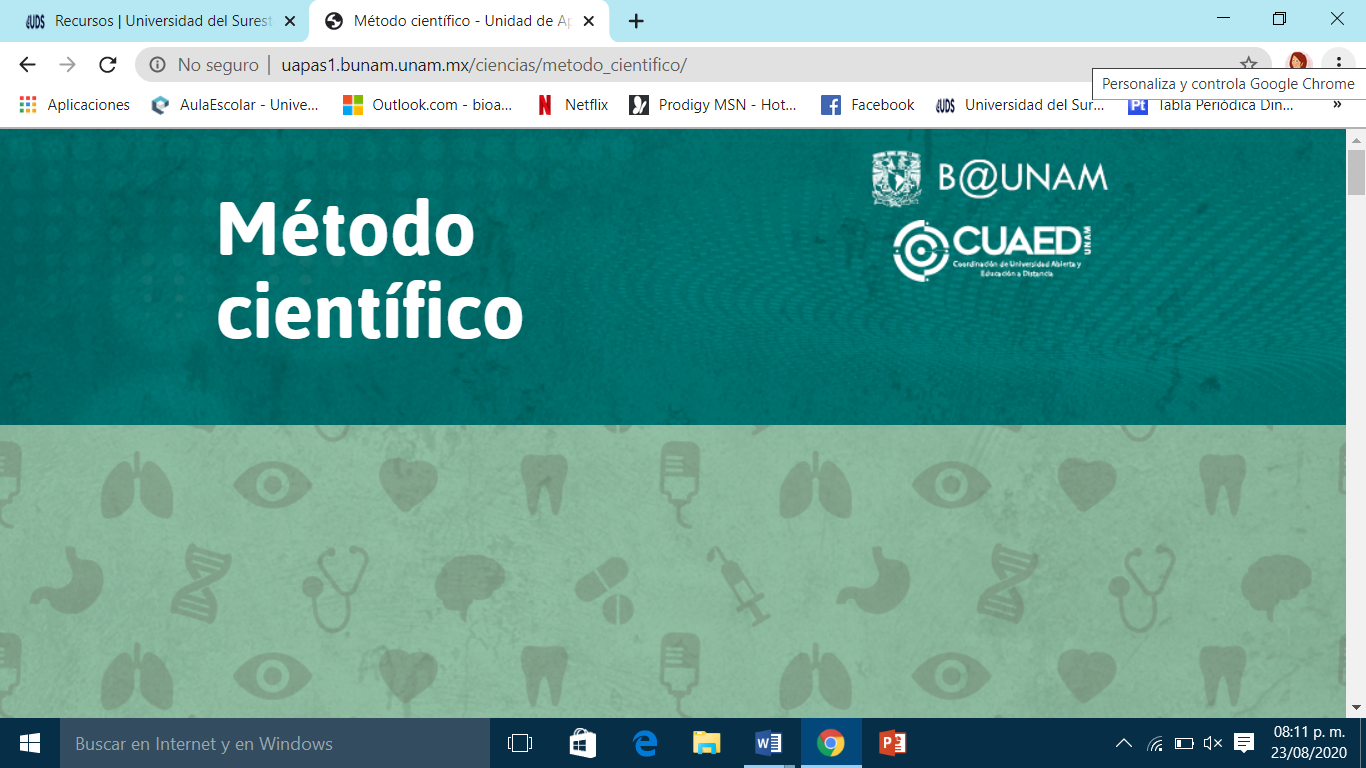 UDS Recursos | Universidad del Surest
Método científico - Unidad de Ap
No seguro | uapas1.bunam.unam.mx/ciencias/metodo_cientifico/
Personaliza y controla Google Chrome
Aplicaciones
AulaEscolar - Unive...
Outlook.com - bioa...
Netflix
Prodigy MSN - Hot...
Facebook
UDS Universidad del Sur...
Pt Tabla Periódica Din...
»
B@UNAM
Método
científico
CUAED UNAM
Coordinación de Universidad Abierta y
Educación a Distancia
Buscar en Internet y en Windows
08:11 p. m.
23/08/2020